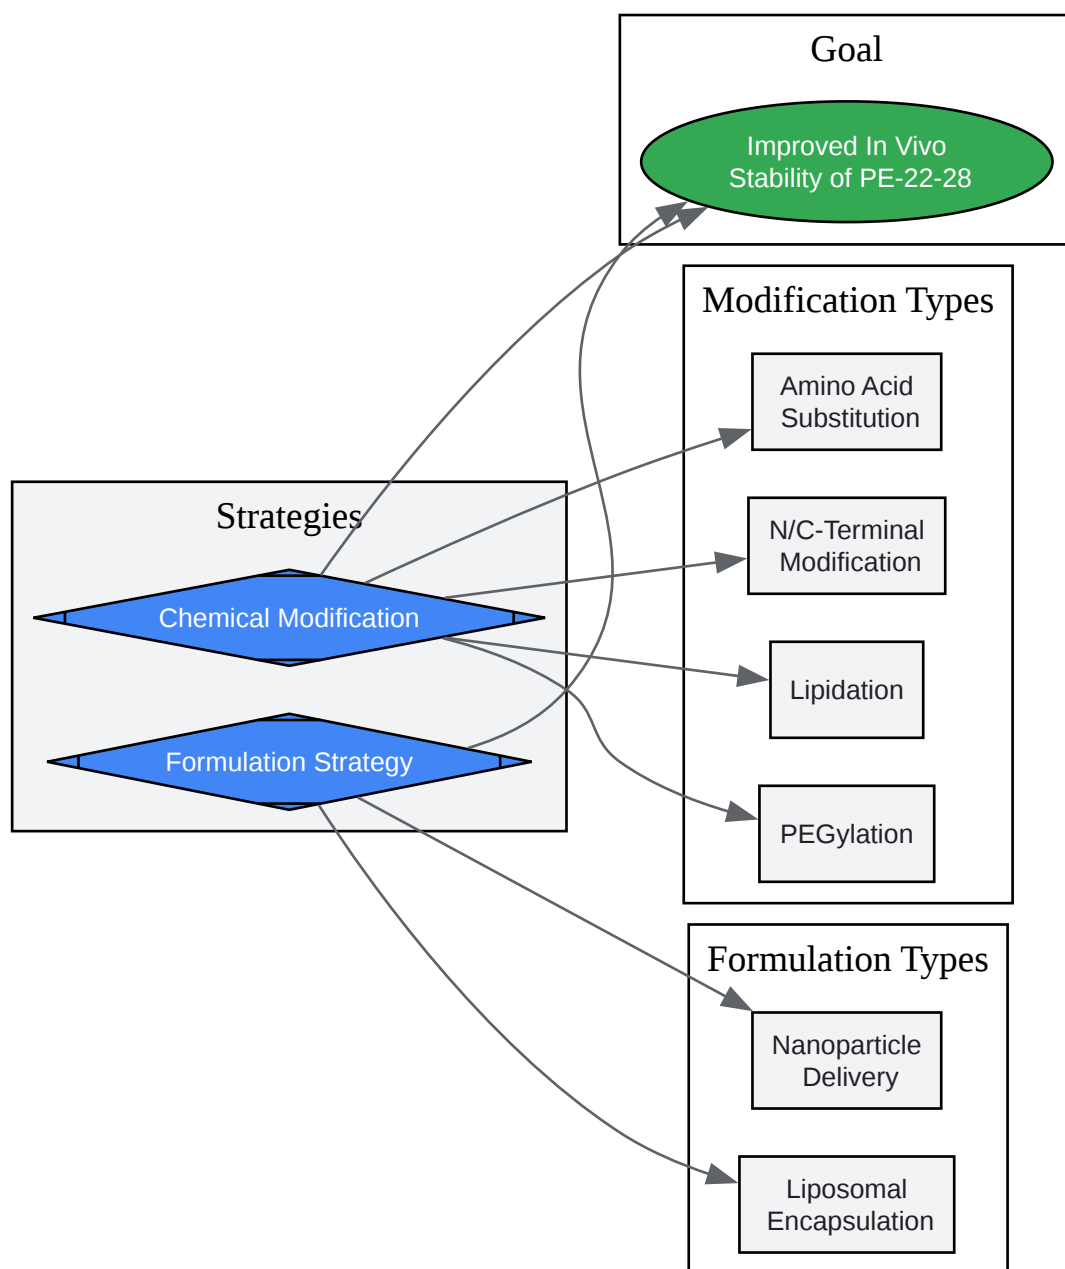 Goal
Improved In Vivo
Stability of PE-22-28
Modification Types
Amino Acid
Substitution
N/C-Terminal
Modification
Lipidation
PEGylation
Strategies
Chemical Modification
Formulation Strategy
Formulation Types
Nanoparticle
Delivery
Liposomal
Encapsulation